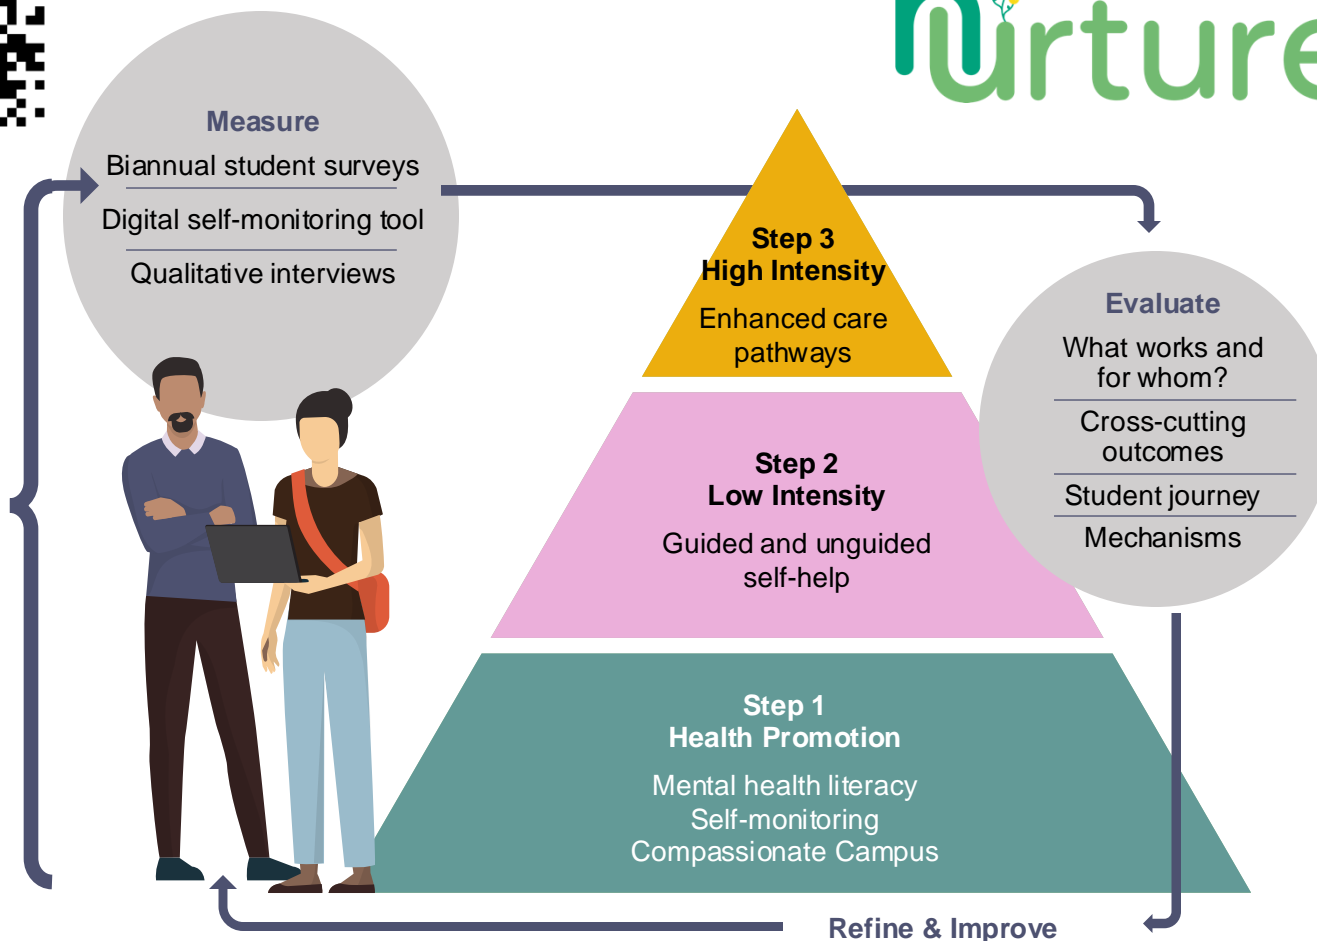 nurture
Measure
Biannual student surveys
Digital self-monitoring tool
Qualitative interviews
Step 3
High Intensity
Enhanced care
pathways
Step 2
Low Intensity
Guided and unguided
self-help
Step 1
Health Promotion
Mental health literacy
Self-monitoring
Compassionate Campus
Evaluate
What works and
for whom?
Cross-cutting
outcomes
Student journey
Mechanisms
Refine & Improve